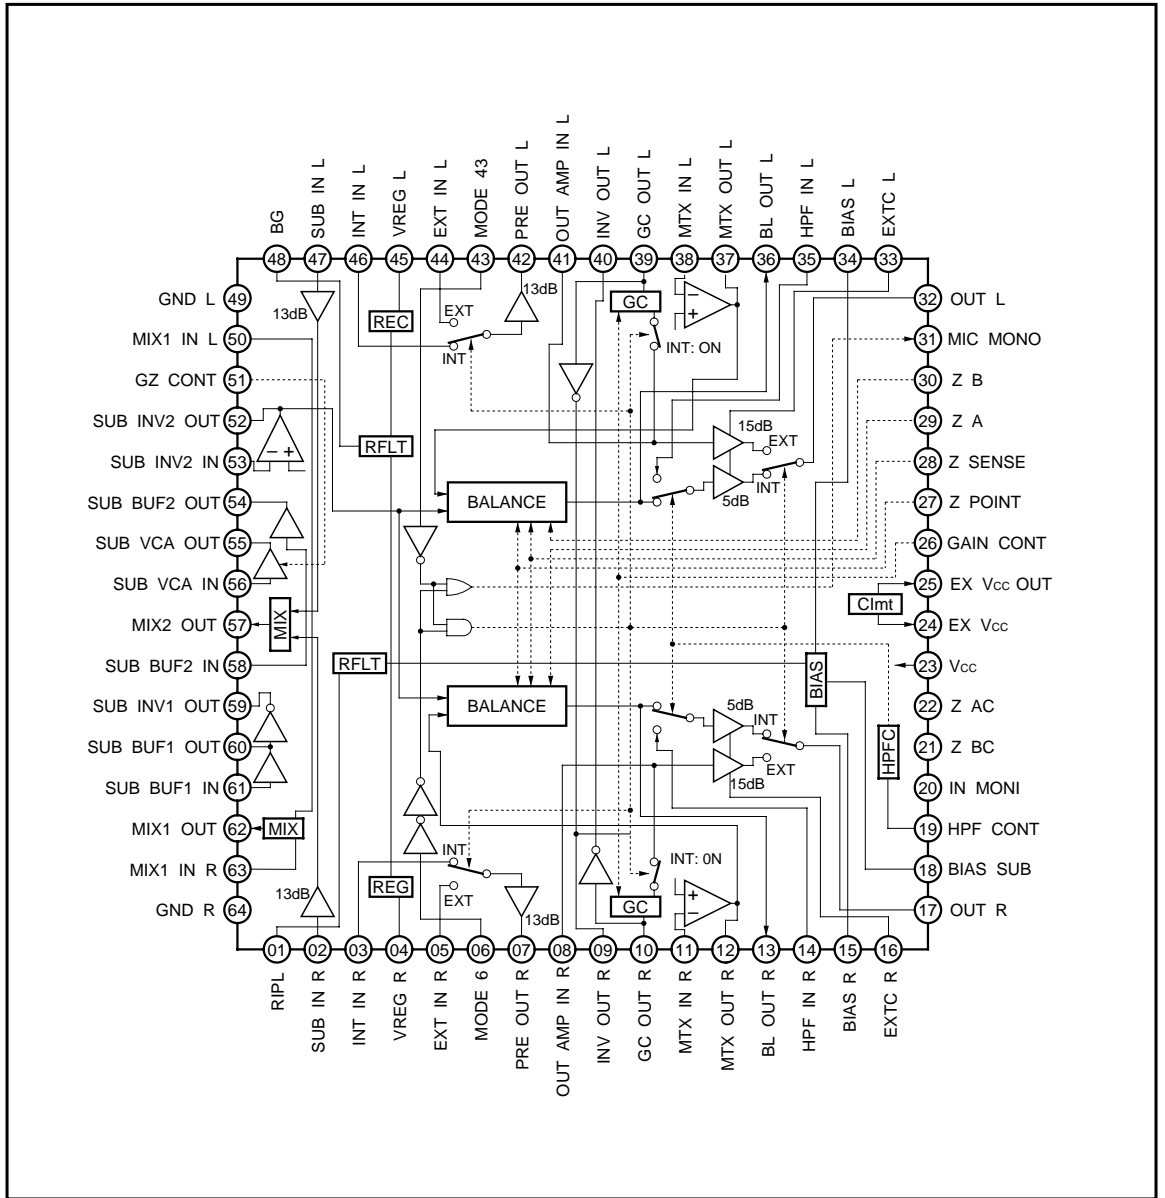 BG
SUB IN L
INT IN L
VREG L
EXT IN L
MODE 43
PRE OUT L
OUT AMP IN L
INV OUT L
GC OUT L
MTX IN L
MTX OUT L
BL OUT L
HPF IN L
BIAS L
EXTC L
48
47
46
45
44
43
42
41
40
39
38
37
36
35
34
33
GND L 49
MIX1 IN L 50
GZ CONT 51
SUB INV2 OUT 52
SUB INV2 IN 53
SUB BUF2 OUT 54
SUB VCA OUT 55
SUB VCA IN 56
MIX2 OUT 57
SUB BUF2 IN 58
SUB INV1 OUT 59
SUB BUF1 OUT 60
SUB BUF1 IN 61
MIX1 OUT 62
MIX1 IN R 63
GND R 64
13dB
REC
EXT
INT
13dB
GC
INT: ON
− +
RFLT
−
+
15dB
EXT
INT
5dB
BALANCE
MIX
RFLT
BALANCE
CImt
BIAS
HPFC
5dB
INT
EXT
15dB
MIX
13dB
REG
INT
EXT
13dB
INT: 0N
GC
+
−
32 OUT L
31 MIC MONO
30 Z B
29 Z A
28 Z SENSE
27 Z POINT
26 GAIN CONT
25 EX VCC OUT
24 EX VCC
23 VCC
22 Z AC
21 Z BC
20 IN MONI
19 HPF CONT
18 BIAS SUB
17 OUT R
01
02
03
04
05
06
07
08
09
10
11
12
13
14
15
16
RIPL
SUB IN R
INT IN R
VREG R
EXT IN R
MODE 6
PRE OUT R
OUT AMP IN R
INV OUT R
GC OUT R
MTX IN R
MTX OUT R
BL OUT R
HPF IN R
BIAS R
EXTC R